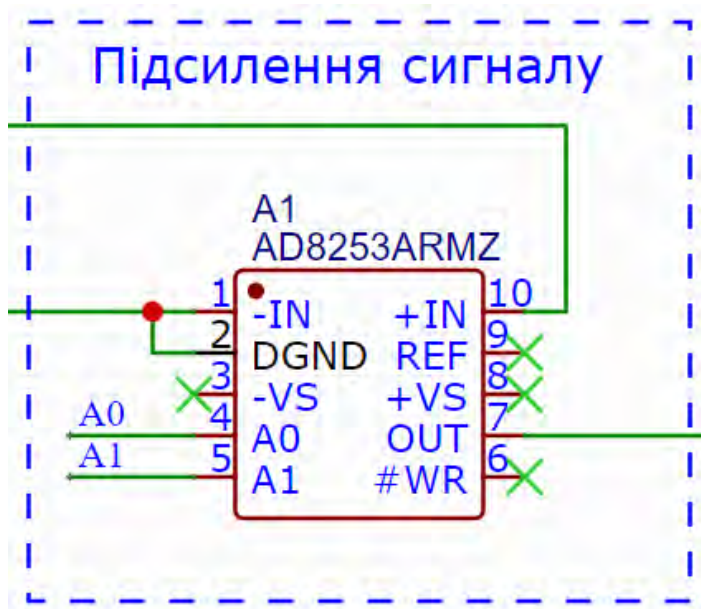 Підсилення сигналу
A1
AD8253ARMZ
1 -IN +IN 10
2 DGND REF 9
3 -VS +VS 8
A0 4 A0 OUT 7
A1 5 A1 #WR 6